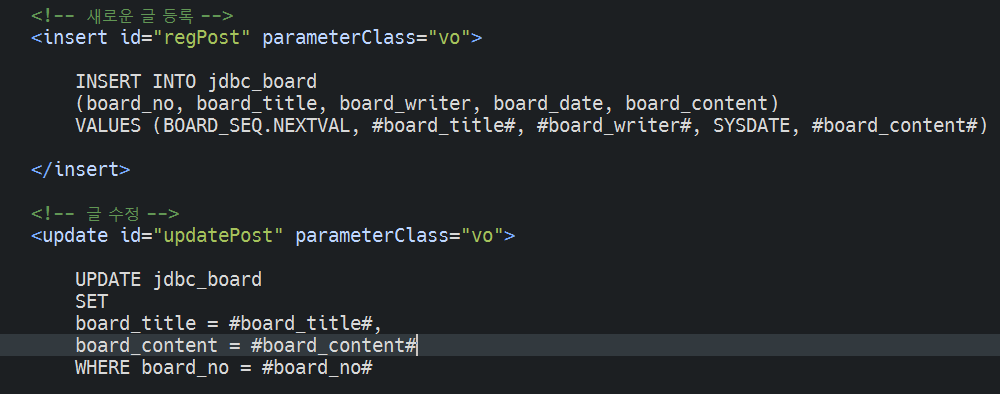 <!-- 새로운 글 등록 -->
<insert id="regPost" parameterClass="vo">
INSERT INTO jdbc_board
(board_no, board_title, board_writer, board_date, board_content)
VALUES (BOARD_SEQ.NEXTVAL, #board_title#, #board_writer#, SYSDATE, #board_content#)
</insert>
<!-- 글 수정 -->
<update id="updatePost" parameterClass="vo">
UPDATE jdbc_board
SET
board_title = #board_title#,
board_content = #board_content#
WHERE board_no = #board_no#